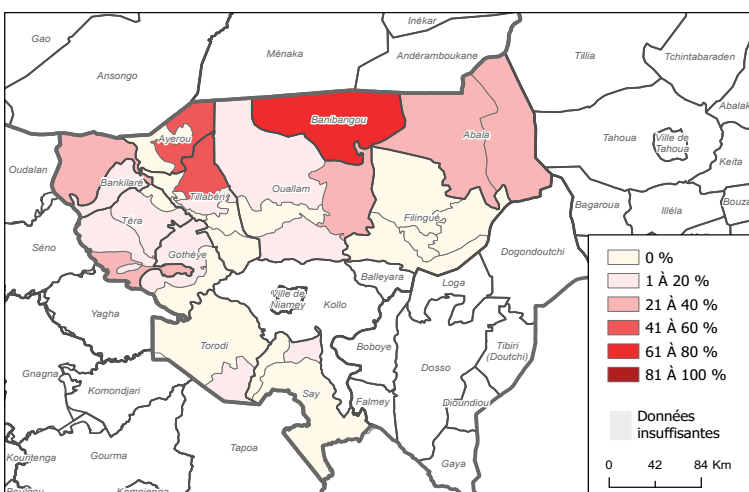 Inékar
Gao
Ménaka
Andéramboukane
Tillia
Tchintabaraden
Ansongo
Abalak
Banibangou
Ayerou
Abala
Tahoua
Ville de
Tahoua
Keita
Oudalan
Bankilaré
Ouallam
Tillabéri
Bagaroua
Illéla
Bouza
Téra
Filingué
Séno
Gothèye
Dogondoutchi
Balleyara
Loga
Ville de
Niamey
Kollo
Yagha
Torodi
Boboye
Tibiri
(Doutchi)
Dosso
Gnagna
Komondjari
Say
Falmey
Dioundiou
Kouritenga
Gourma
Tapoa
Gaya
Boulgou
Kompienga
0 %
1 À 20 %
21 À 40 %
41 À 60 %
61 À 80 %
81 À 100 %
Données
insuffisantes
0 42 84 Km